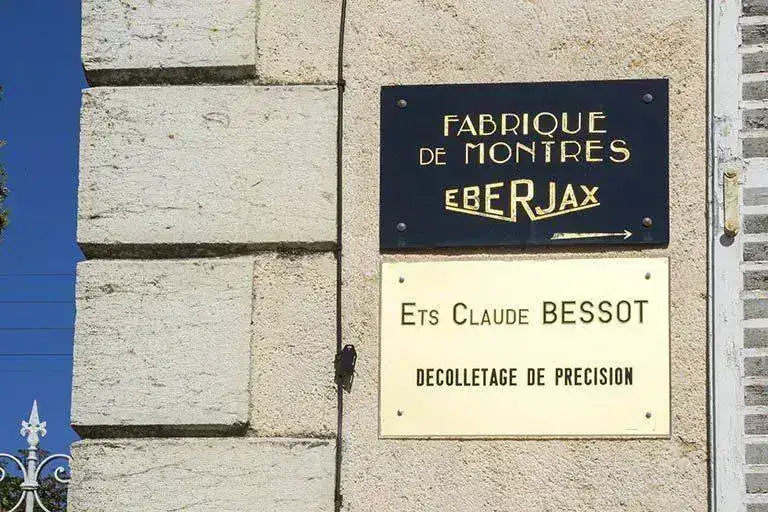 FABRIQUE
DE MONTRES
EBERJAX
ETS CLAUDE BESSOT
DECOLLETAGE DE PRECISION